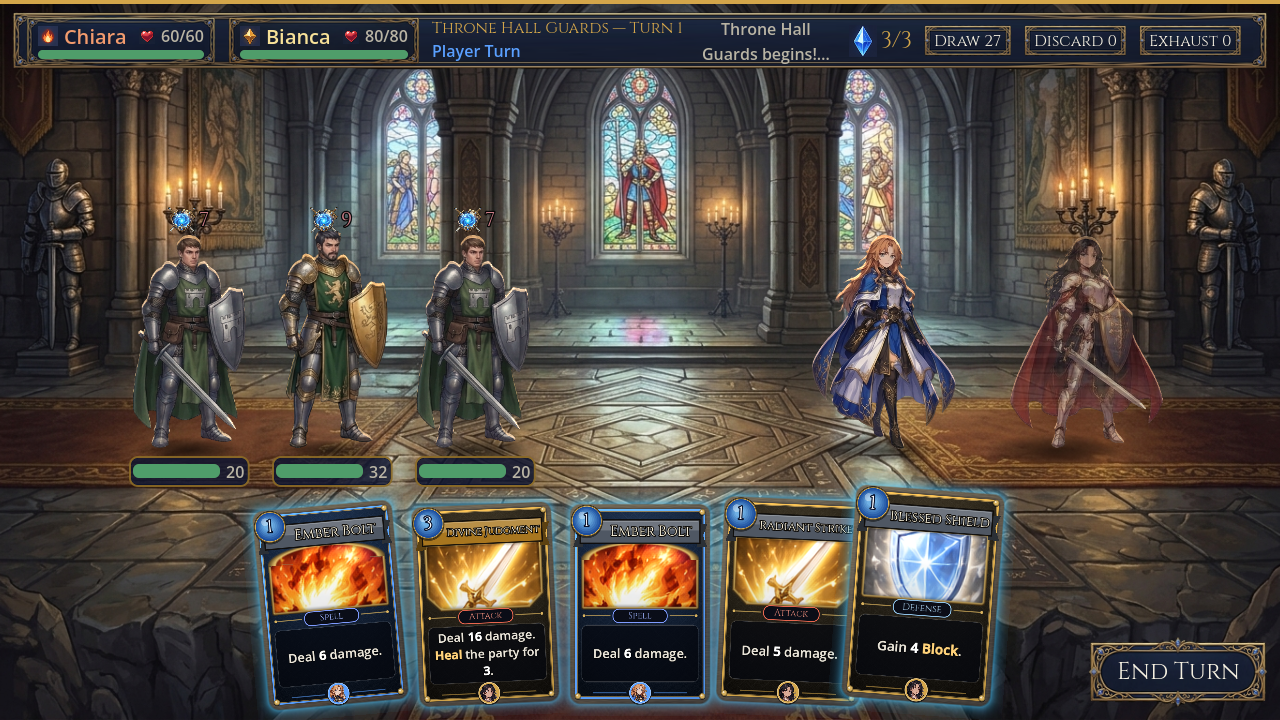 Chiara 60/60
Bianca 80/80
Throne Hall Guards — Turn 1
Player Turn
Throne Hall
Guards begins!...
3/3
Draw 27
Discard 0
Exhaust 0
7
9
7
20
32
20
1
Ember Bolt
Spell
Deal 6 damage.
3
Divine Judgment
Attack
Deal 16 damage.
Heal the party for
3.
1
Ember Bolt
Spell
Deal 6 damage.
1
Radiant Strike
Attack
Deal 5 damage.
1
Blessed Shield
Defense
Gain 4 Block.
End Turn